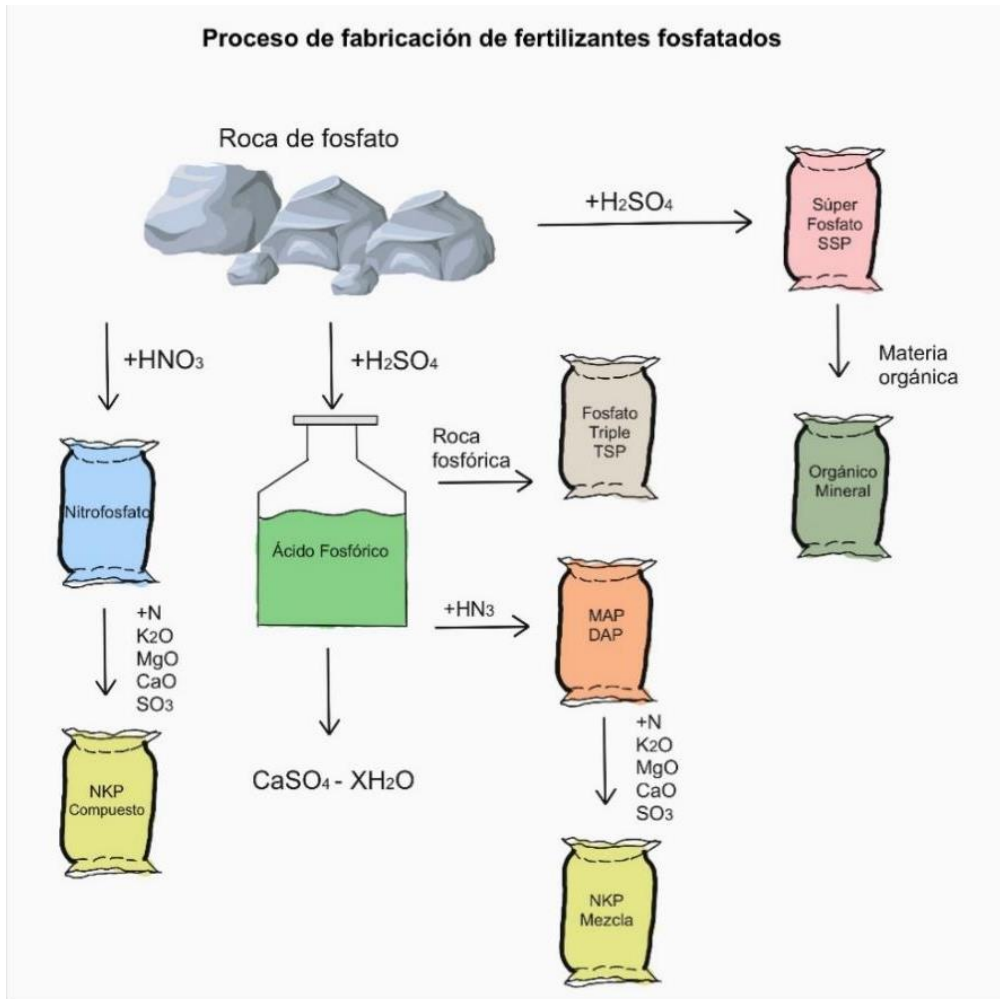 Proceso de fabricación de fertilizantes fosfatados
Roca de fosfato
+H2SO4
Súper
Fosfato
SSP
+HNO3
+H2SO4
Materia
orgánica
Fosfato
Triple
TSP
Roca
fosfórica
Orgánico
Mineral
Nitrofosfato
Ácido Fosfórico
+HN3
MAP
DAP
+N
K2O
MgO
CaO
SO3
NKP
Compuesto
CaSO4 - XH2O
+N
K2O
MgO
CaO
SO3
NKP
Mezcla